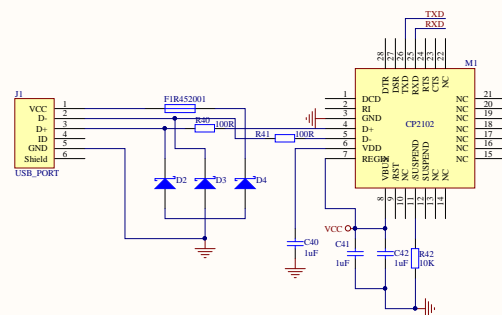 TXD
RXD
28 27 26 25 24 23 22
M1
DTR DSR TXD RXD RTS CTS NC
J1
VCC 1
D- 2
D+ 3
ID 4
GND 5
Shield 6
USB_PORT
F1R452001
R40 100R
R41 100R
D2 D3 D4
1 DCD
2 RI
3 GND
4 D+
5 D-
6 VDD
7 REGIN
CP2102
NC 21
NC 20
NC 19
NC 18
NC 17
NC 16
NC 15
VBUS /RST NC /SUSPEND SUSPEND NC NC
8 9 10 11 12 13 14
VCC
C40
1uF
C41
1uF
C42
1uF
R42
10K